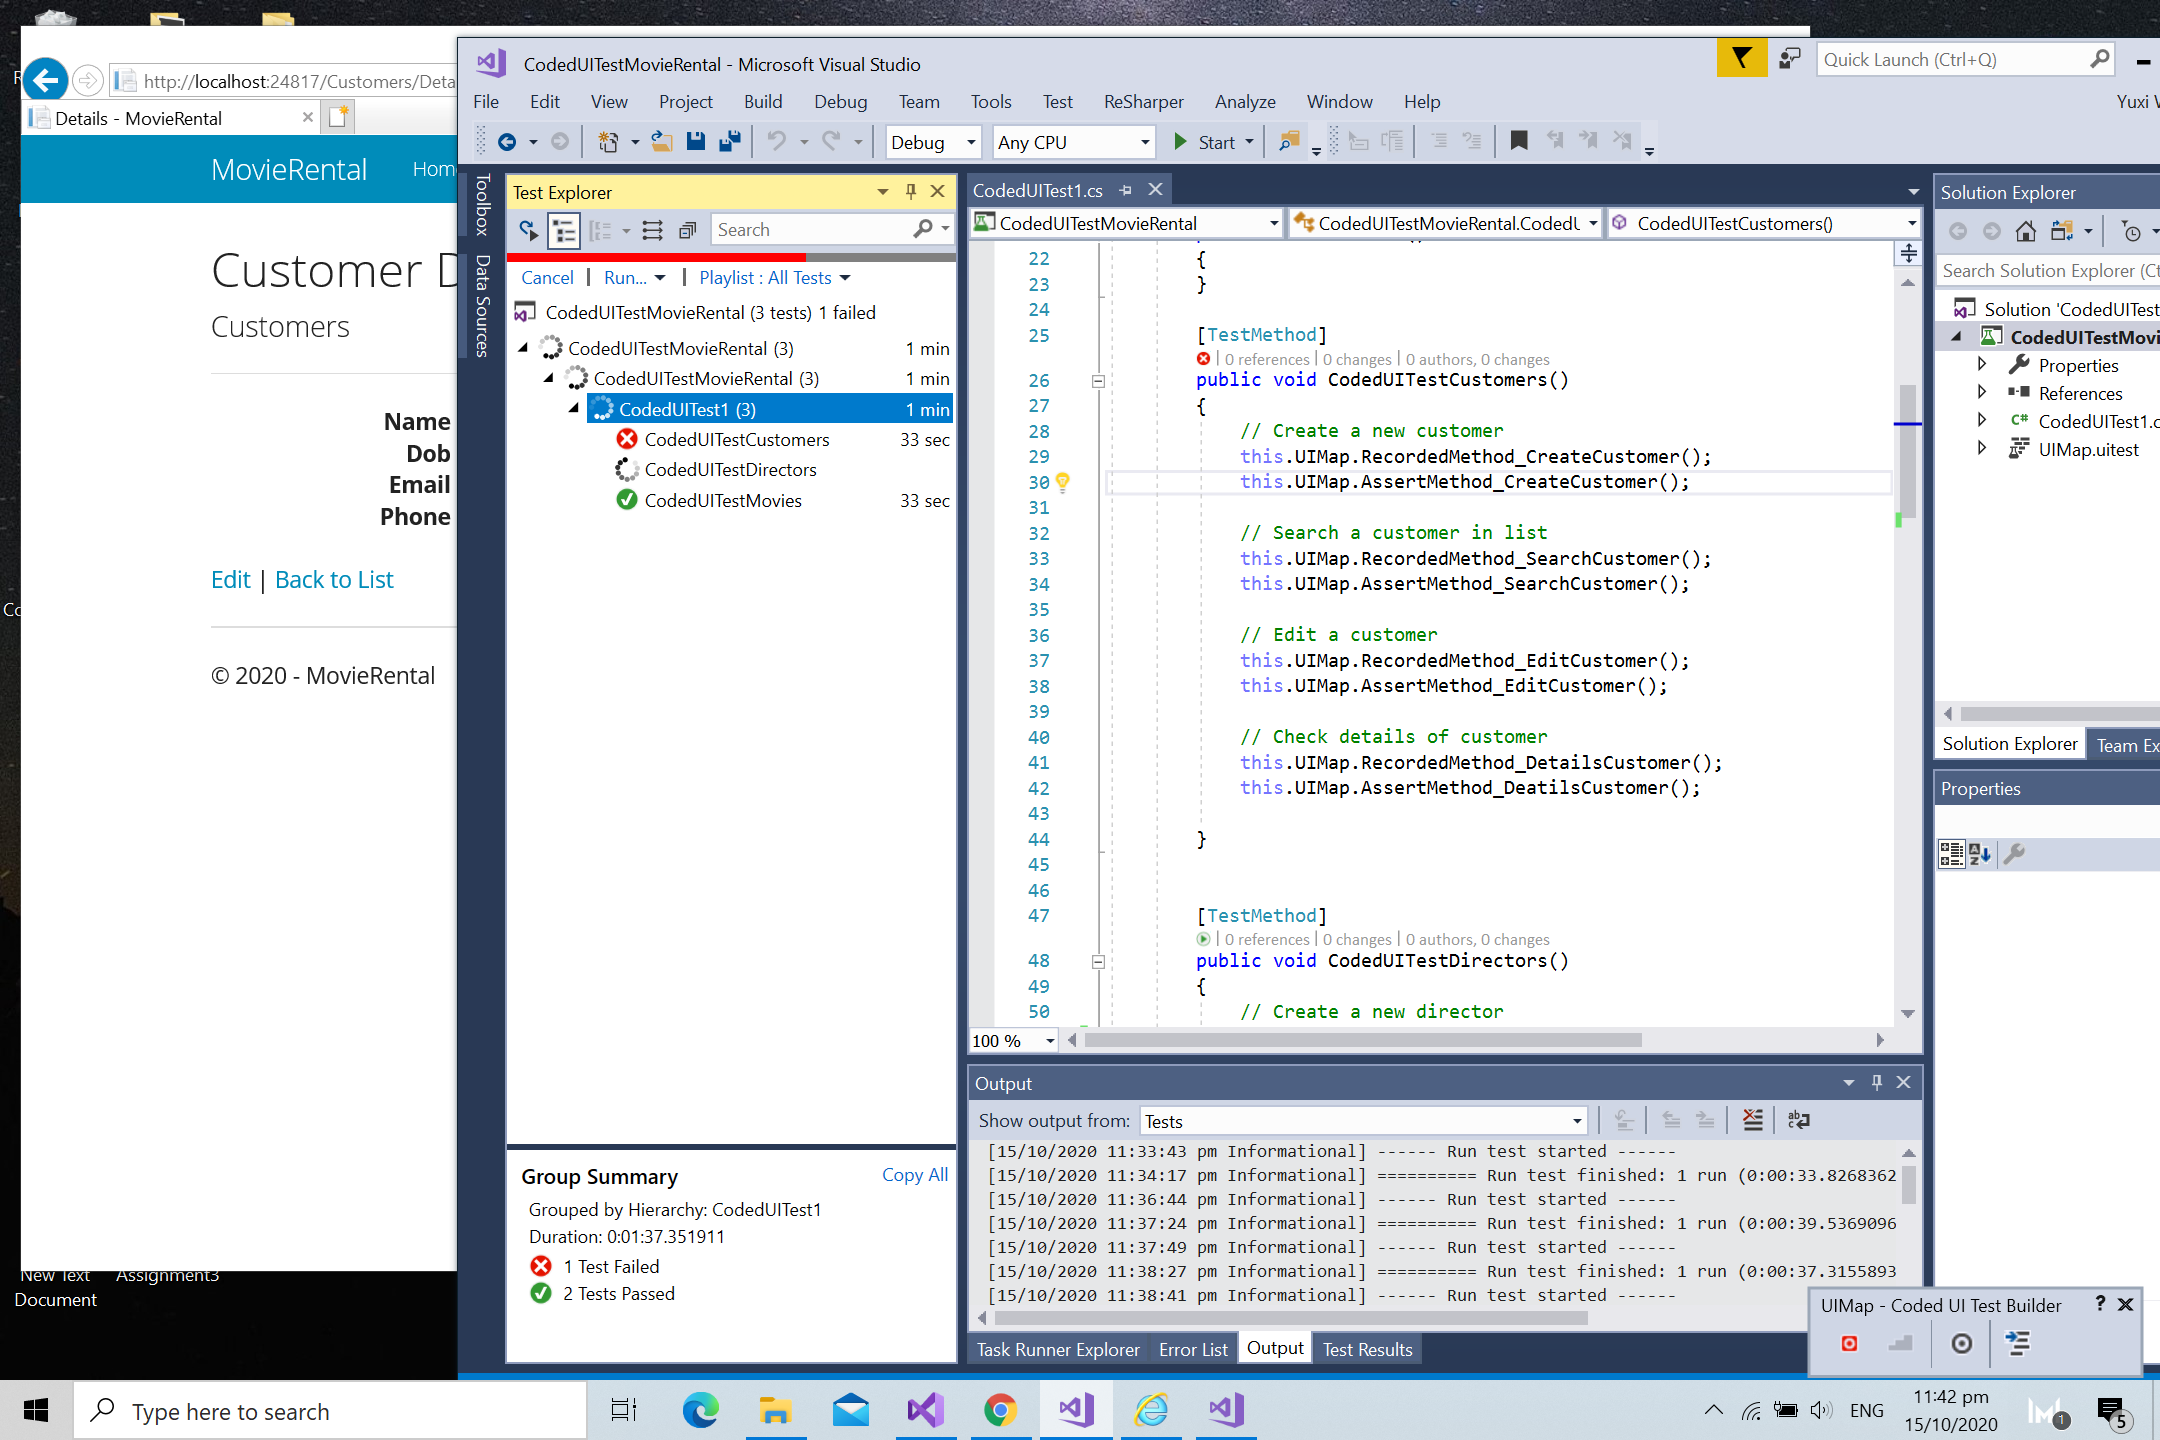 http://localhost:24817/Customers/Deta
Details - MovieRental
MovieRental
Hom
Customer D
Customers
Name
Dob
Email
Phone
Edit | Back to List
© 2020 - MovieRental
New Text
Document
Assignment3
CodedUITestMovieRental - Microsoft Visual Studio
Quick Launch (Ctrl+Q)
File Edit View Project Build Debug Team Tools Test ReSharper Analyze Window Help
Yuxi
Debug
Any CPU
Start
Toolbox
Data Sources
Test Explorer
Search
Cancel | Run... | Playlist : All Tests
CodedUITestMovieRental (3 tests) 1 failed
CodedUITestMovieRental (3) 1 min
CodedUITestMovieRental (3) 1 min
CodedUITest1 (3) 1 min
CodedUITestCustomers 33 sec
CodedUITestDirectors
CodedUITestMovies 33 sec
Group Summary
Copy All
Grouped by Hierarchy: CodedUITest1
Duration: 0:01:37.351911
1 Test Failed
2 Tests Passed
CodedUITest1.cs
CodedUITestMovieRental
CodedUITestMovieRental.CodedU
CodedUITestCustomers()
22 {
23 }
24
25 [TestMethod]
0 references | 0 changes | 0 authors, 0 changes
26 public void CodedUITestCustomers()
27 {
28 // Create a new customer
29 this.UIMap.RecordedMethod_CreateCustomer();
30 this.UIMap.AssertMethod_CreateCustomer();
31
32 // Search a customer in list
33 this.UIMap.RecordedMethod_SearchCustomer();
34 this.UIMap.AssertMethod_SearchCustomer();
35
36 // Edit a customer
37 this.UIMap.RecordedMethod_EditCustomer();
38 this.UIMap.AssertMethod_EditCustomer();
39
40 // Check details of customer
41 this.UIMap.RecordedMethod_DetailsCustomer();
42 this.UIMap.AssertMethod_DeatilsCustomer();
43
44 }
45
46
47 [TestMethod]
0 references | 0 changes | 0 authors, 0 changes
48 public void CodedUITestDirectors()
49 {
50 // Create a new director
100 %
Output
Show output from: Tests
[15/10/2020 11:33:43 pm Informational] ------ Run test started ------
[15/10/2020 11:34:17 pm Informational] ========== Run test finished: 1 run (0:00:33.8268362
[15/10/2020 11:36:44 pm Informational] ------ Run test started ------
[15/10/2020 11:37:24 pm Informational] ========== Run test finished: 1 run (0:00:39.5369096
[15/10/2020 11:37:49 pm Informational] ------ Run test started ------
[15/10/2020 11:38:27 pm Informational] ========== Run test finished: 1 run (0:00:37.3155893
[15/10/2020 11:38:41 pm Informational] ------ Run test started ------
Task Runner Explorer Error List Output Test Results
Solution Explorer
Search Solution Explorer (Ct
Solution 'CodedUITest
CodedUITestMovi
Properties
References
CodedUITest1.c
UIMap.uitest
Solution Explorer
Team Ex
Properties
UIMap - Coded UI Test Builder
Type here to search
ENG
11:42 pm
15/10/2020
1
5